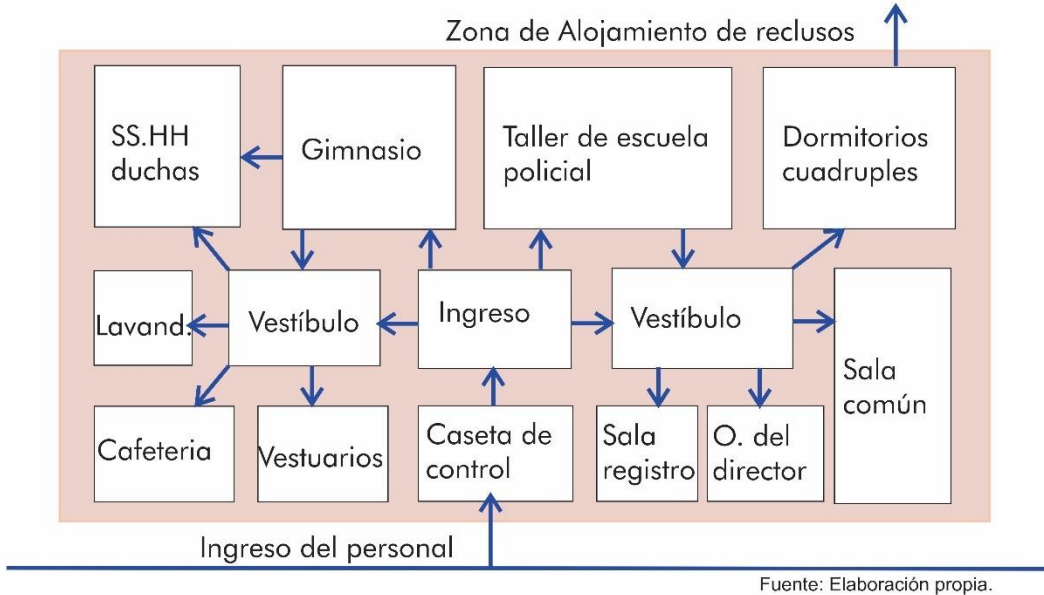 Zona de Alojamiento de reclusos
SS.HH
duchas
Gimnasio
Taller de escuela
policial
Dormitorios
cuadruples
Lavand.
Vestíbulo
Ingreso
Vestíbulo
Sala
común
Cafeteria
Vestuarios
Caseta de
control
Sala
registro
O. del
director
Ingreso del personal
Fuente: Elaboración propia.